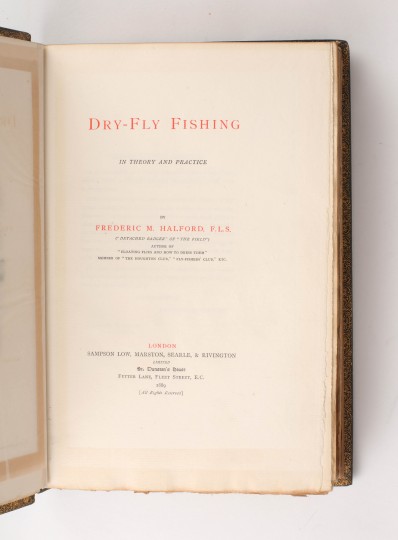 DRY-FLY FISHING
IN THEORY AND PRACTICE
BY
FREDERIC M. HALFORD, F.L.S.
("DETACHED BADGER" OF "THE FIELD")
AUTHOR OF
"FLOATING FLIES AND HOW TO DRESS THEM"
MEMBER OF "THE HOUGHTON CLUB," "FLY-FISHERS' CLUB," ETC.
LONDON
SAMPSON LOW, MARSTON, SEARLE, & RIVINGTON
LIMITED
St. Dunstan's House
FETTER LANE, FLEET STREET, E.C.
1889
[All Rights Reserved]